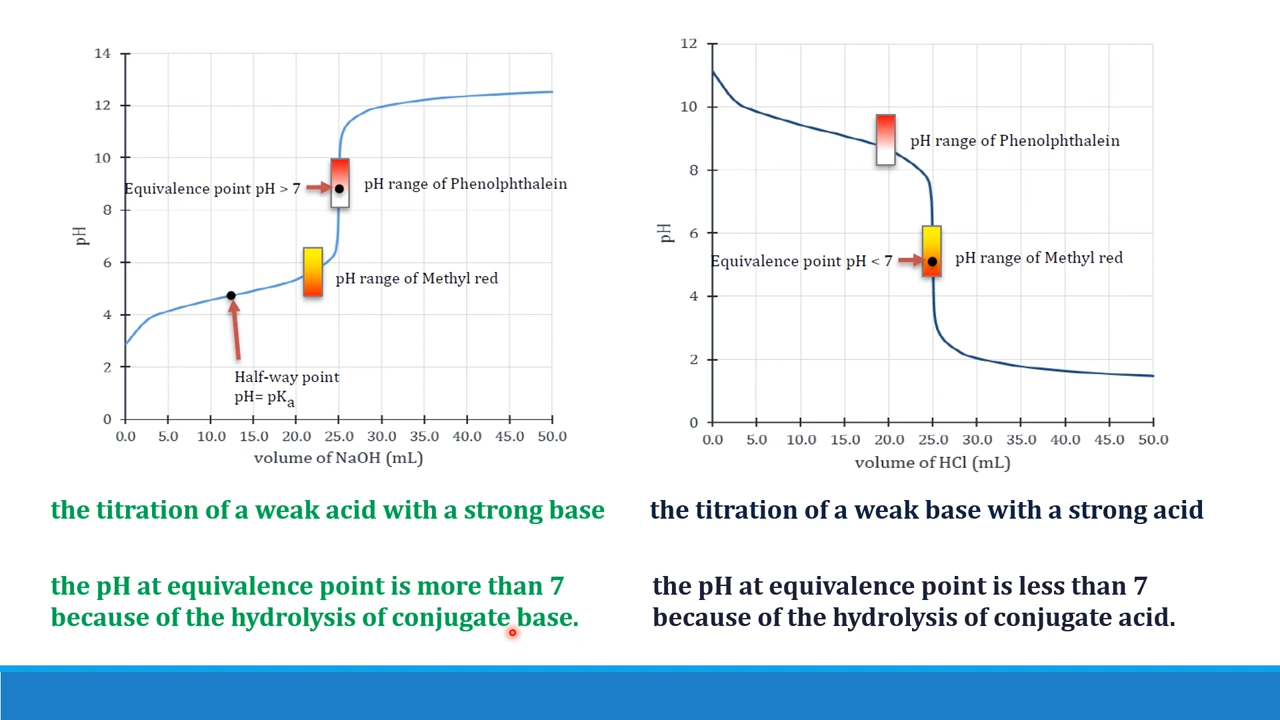 14
12
10
8
6
4
2
0
pH
Equivalence point pH > 7
pH range of Phenolphthalein
pH range of Methyl red
Half-way point
pH= pKa
0.0 5.0 10.0 15.0 20.0 25.0 30.0 35.0 40.0 45.0 50.0
volume of NaOH (mL)
the titration of a weak acid with a strong base
the pH at equivalence point is more than 7
because of the hydrolysis of conjugate base.
12
10
8
6
4
2
0
pH
pH range of Phenolphthalein
Equivalence point pH < 7
pH range of Methyl red
0.0 5.0 10.0 15.0 20.0 25.0 30.0 35.0 40.0 45.0 50.0
volume of HCl (mL)
the titration of a weak base with a strong acid
the pH at equivalence point is less than 7
because of the hydrolysis of conjugate acid.